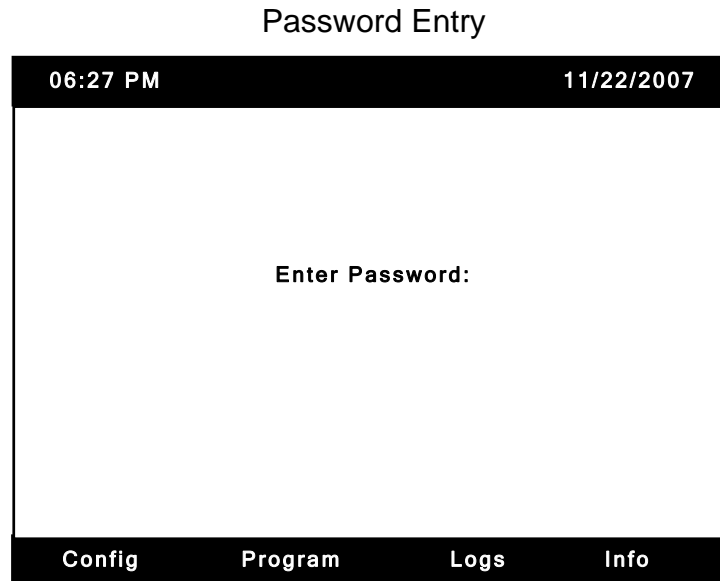 Password Entry
06:27 PM 11/22/2007
Enter Password:
Config Program Logs Info